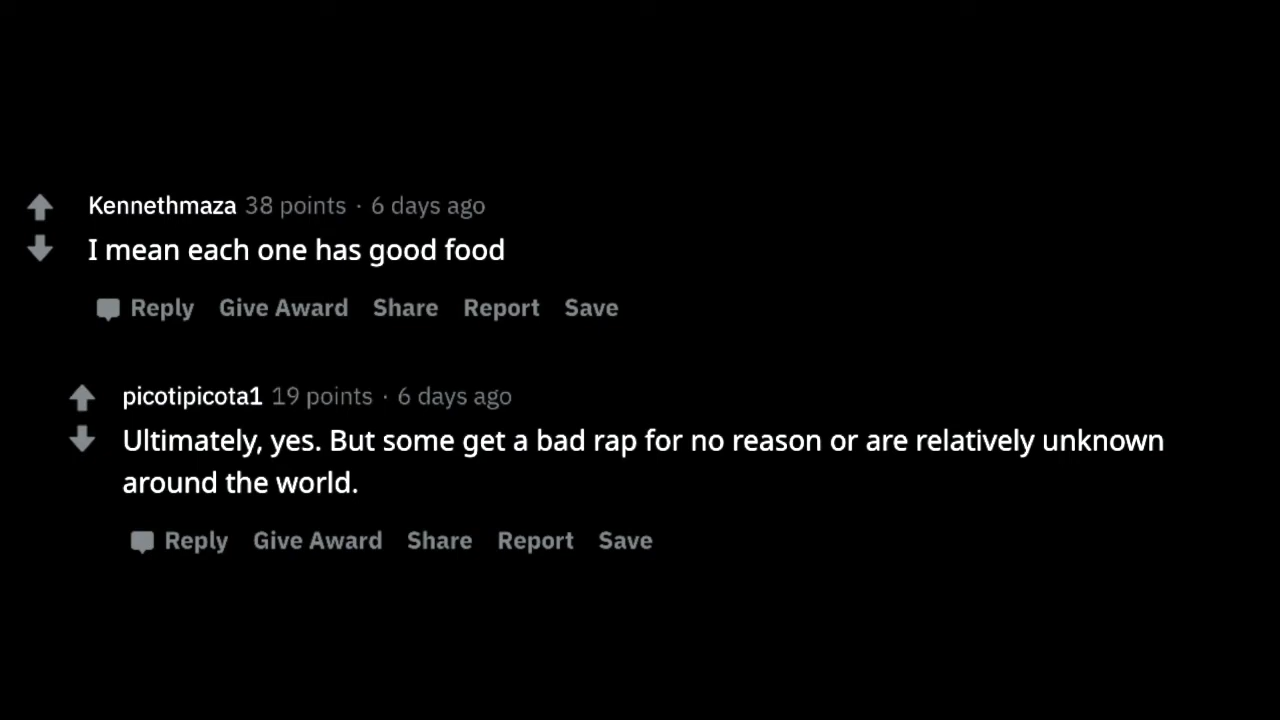 Kennethmaza 38 points · 6 days ago
I mean each one has good food
Reply Give Award Share Report Save
picotipicota1 19 points · 6 days ago
Ultimately, yes. But some get a bad rap for no reason or are relatively unknown
around the world.
Reply Give Award Share Report Save